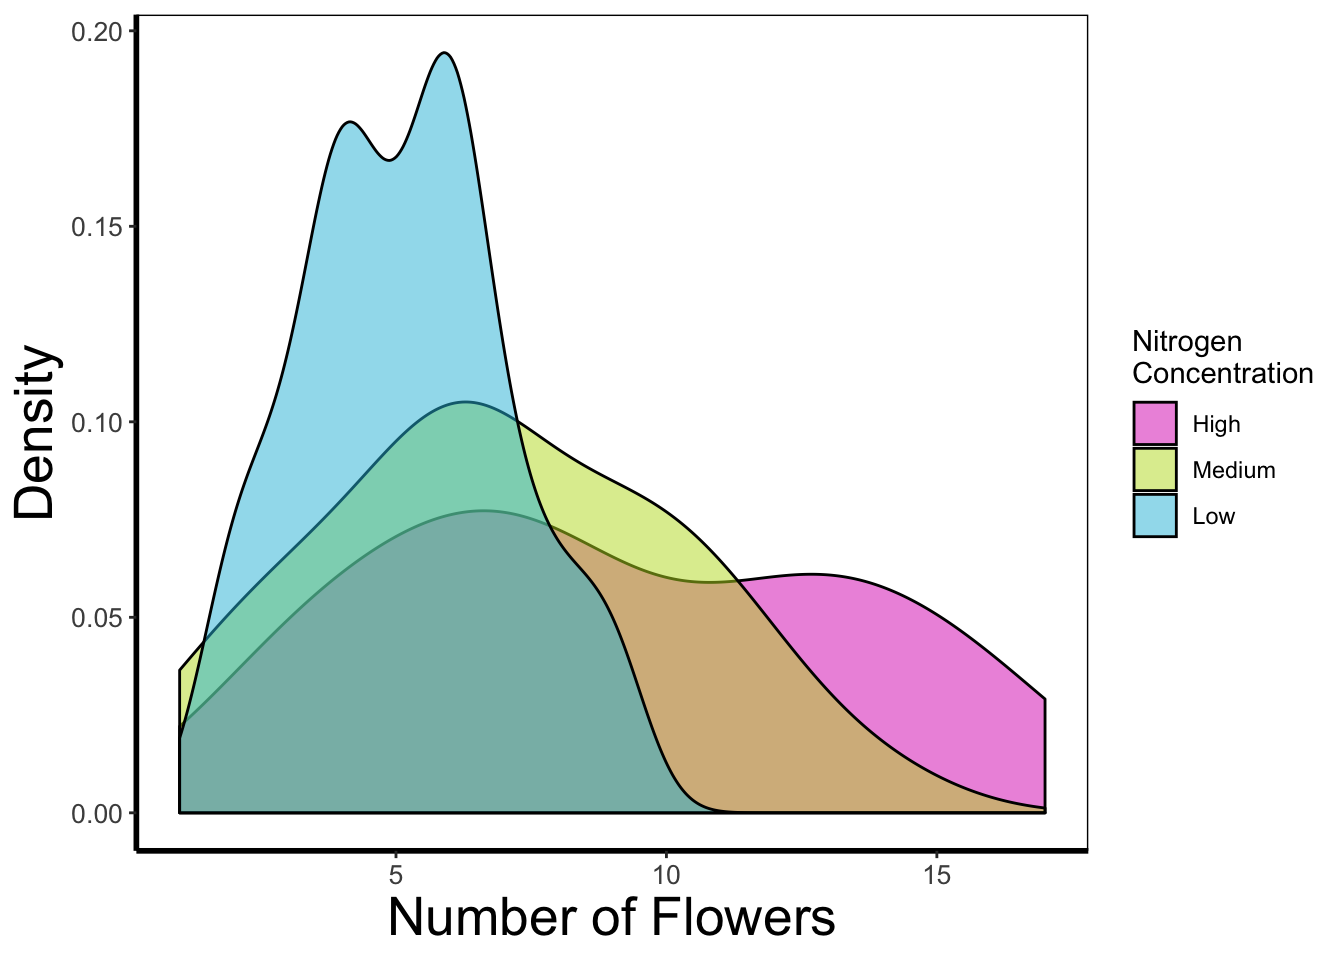 0.20
0.15
0.10
0.05
0.00
Density
5 10 15
Number of Flowers
Nitrogen
Concentration
High
Medium
Low